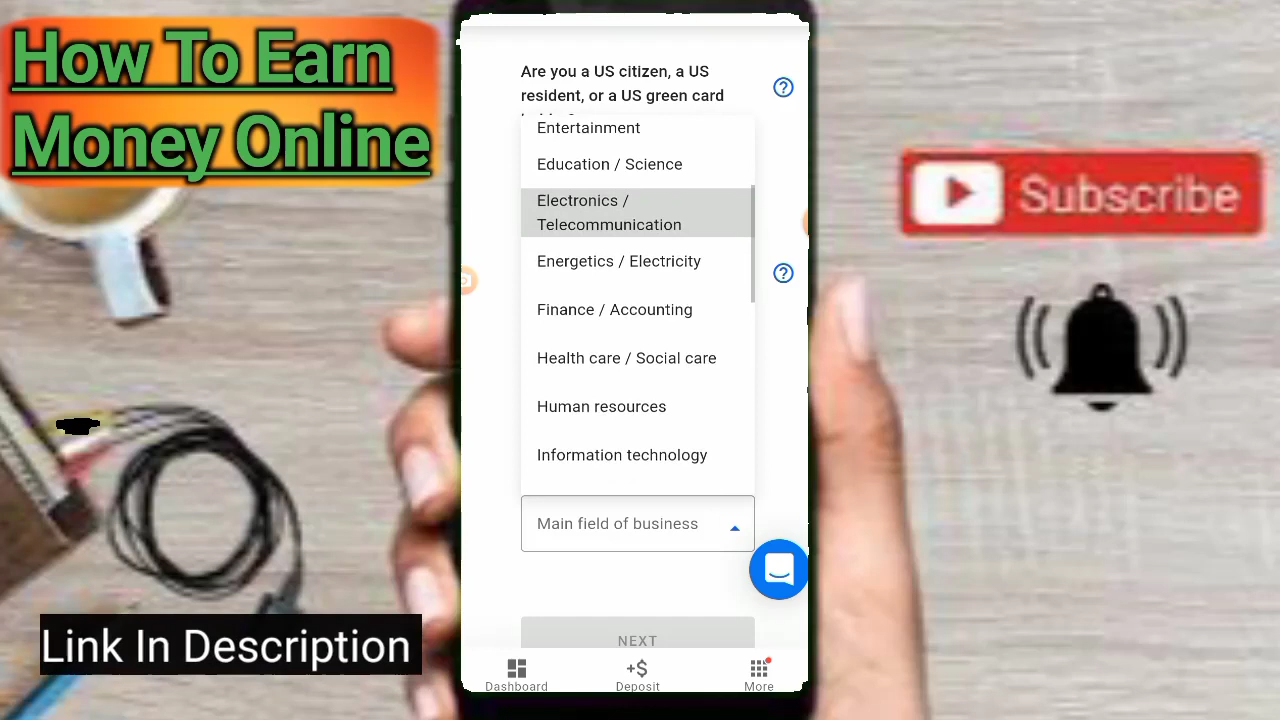 How To Earn
Money Online
Are you a US citizen, a US
resident, or a US green card
Entertainment
Education / Science
Electronics /
Telecommunication
Energetics / Electricity
Finance / Accounting
Health care / Social care
Human resources
Information technology
Main field of business
NEXT
Dashboard
+$
Deposit
More
Subscribe
Link In Description